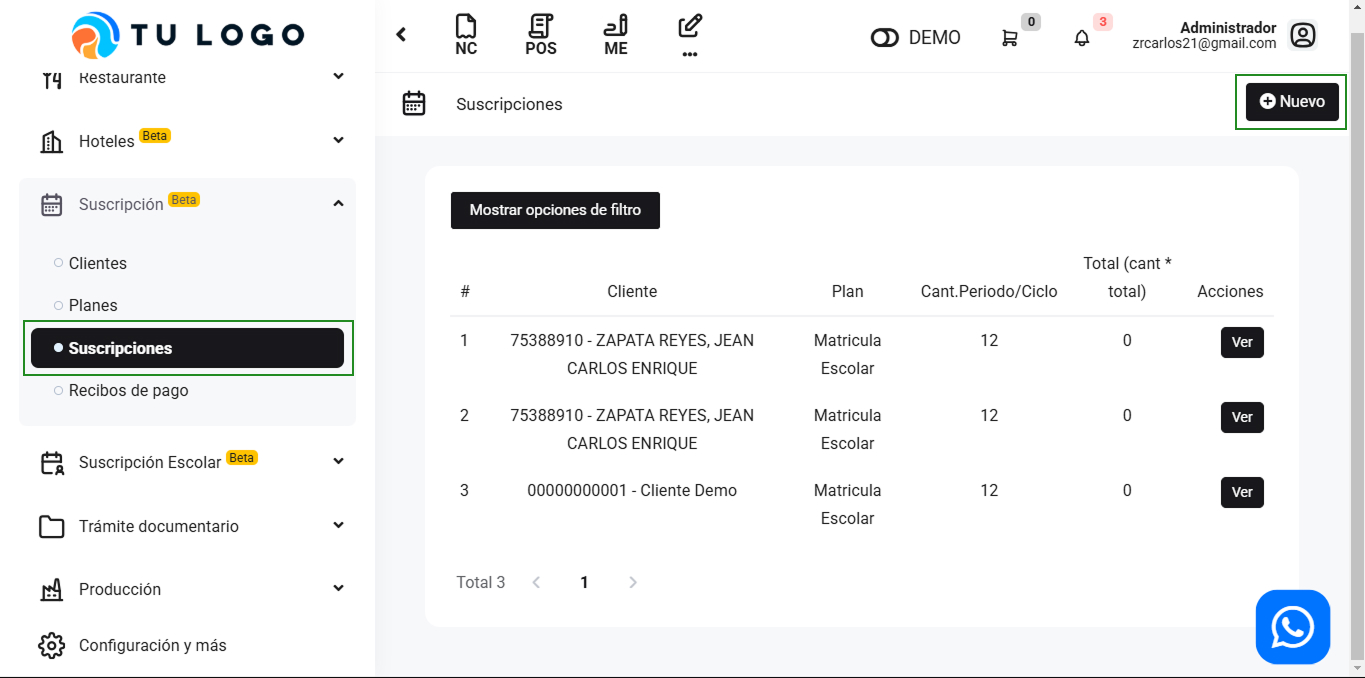 TU LOGO
Restaurante
Hoteles Beta
Suscripción Beta
Clientes
Planes
Suscripciones
Recibos de pago
Suscripción Escolar Beta
Trámite documentario
Producción
Configuración y más
NC
POS
ME
...
DEMO
0
3
Administrador
zrcarlos21@gmail.com
Suscripciones
Nuevo
Mostrar opciones de filtro
# Cliente Plan Cant.Periodo/Ciclo Total (cant *
total) Acciones
1 75388910 - ZAPATA REYES, JEAN Matricula 12 0 Ver
CARLOS ENRIQUE Escolar
2 75388910 - ZAPATA REYES, JEAN Matricula 12 0 Ver
CARLOS ENRIQUE Escolar
3 00000000001 - Cliente Demo Matricula 12 0 Ver
Escolar
Total 3 1